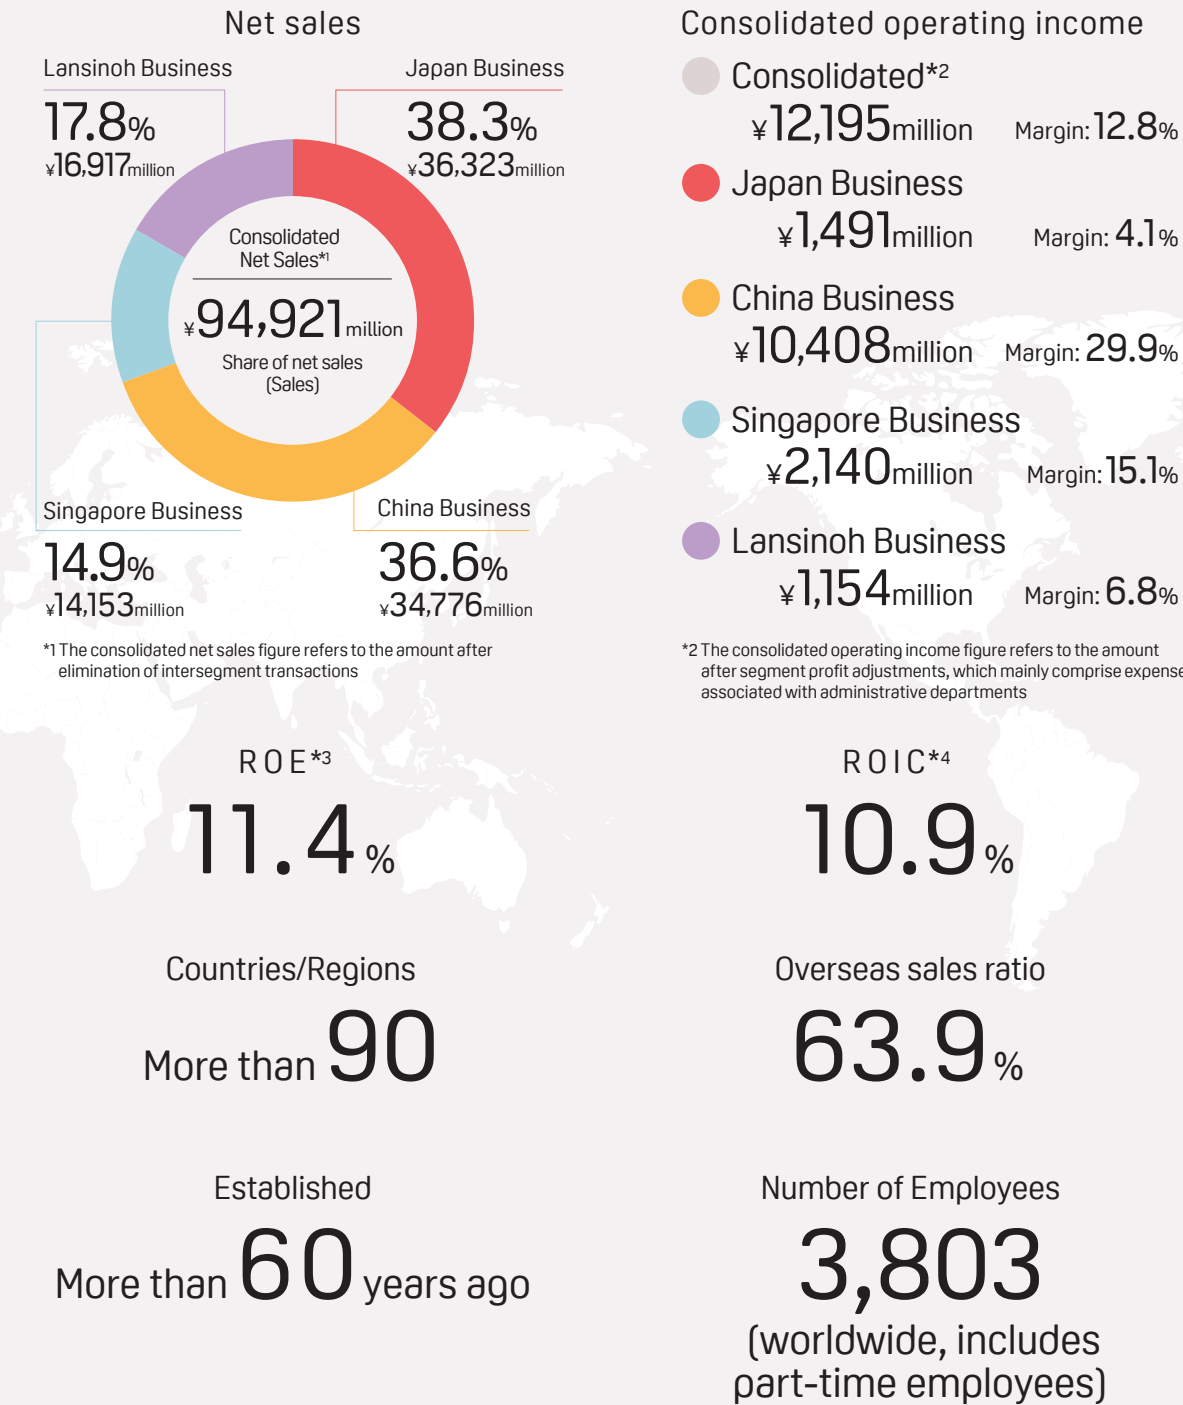 Net sales
Lansinoh Business
17.8%
¥16,917million
Japan Business
38.3%
¥36,323million
Consolidated
Net Sales*1
¥94,921million
Share of net sales
(Sales)
Singapore Business
14.9%
¥14,153million
China Business
36.6%
¥34,776million
*1 The consolidated net sales figure refers to the amount after
elimination of intersegment transactions
Consolidated operating income
Consolidated*2
¥12,195million Margin: 12.8%
Japan Business
¥1,491million Margin: 4.1%
China Business
¥10,408million Margin: 29.9%
Singapore Business
¥2,140million Margin: 15.1%
Lansinoh Business
¥1,154million Margin: 6.8%
*2 The consolidated operating income figure refers to the amount
after segment profit adjustments, which mainly comprise expense
associated with administrative departments
ROE*3
11.4%
ROIC*4
10.9%
Countries/Regions
More than 90
Overseas sales ratio
63.9%
Established
More than 60 years ago
Number of Employees
3,803
(worldwide, includes
part-time employees)